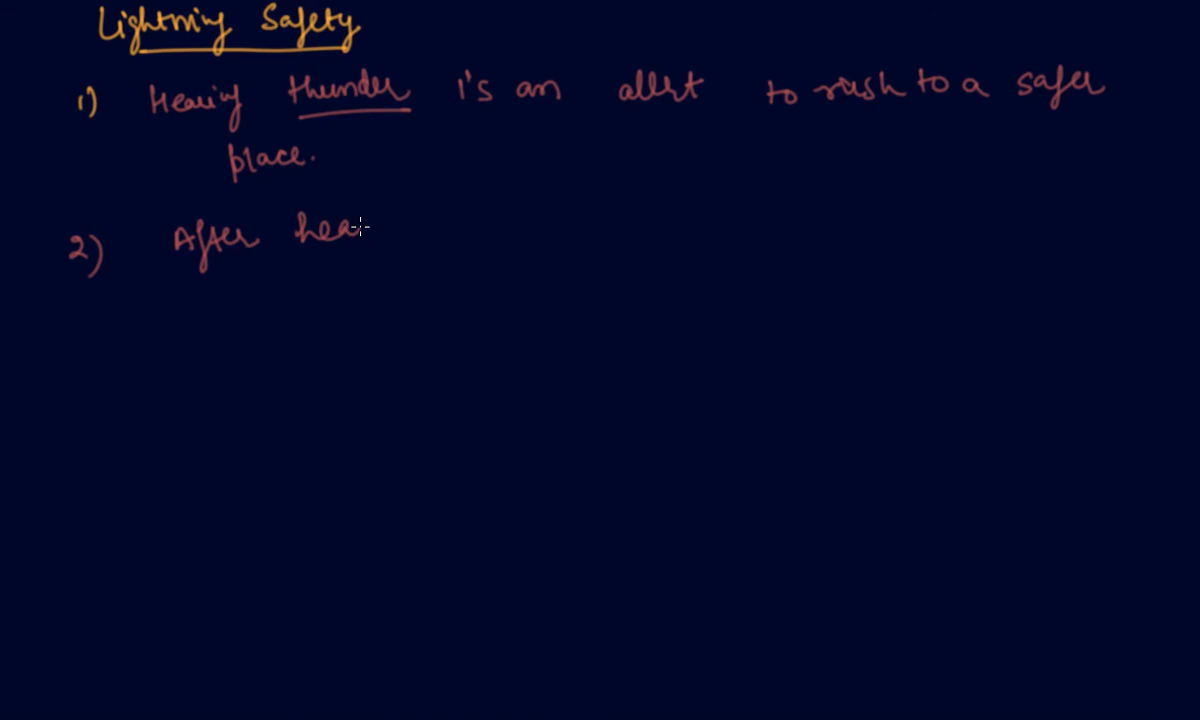 Lightning Safety
1) Hearing thunder is an alert to rush to a safer
place.
2) After hea